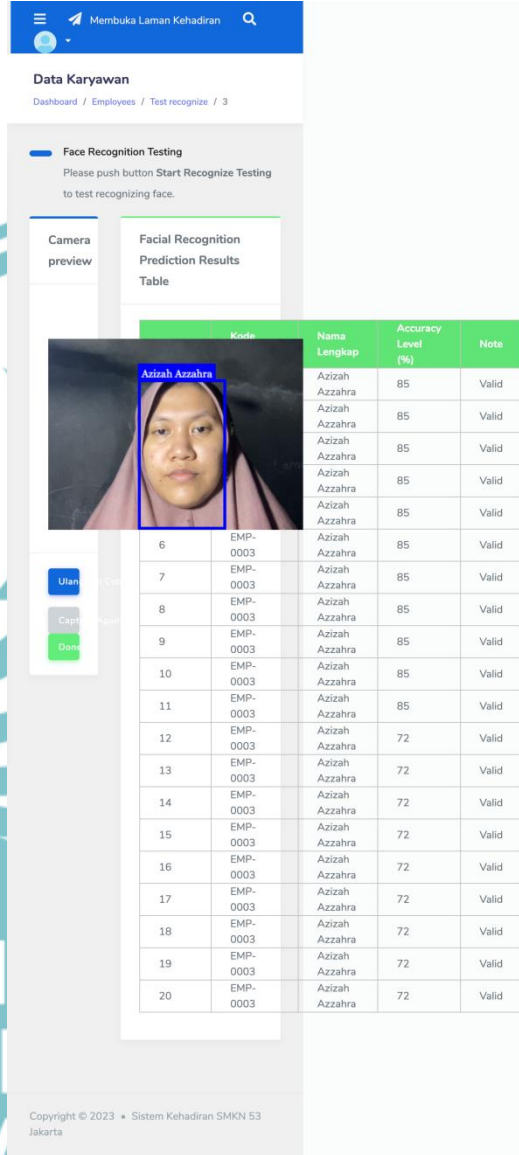 Membuka Laman Kehadiran
Data Karyawan
Dashboard / Employees / Test recognize / 3
Face Recognition Testing
Please push button Start Recognize Testing
to test recognizing face.
Camera
preview
Facial Recognition
Prediction Results
Table
Kode
Nama
Lengkap
Accuracy
Level
(%)
Note
Azizah Azzahra
Azizah
Azzahra
85
Valid
Azizah
Azzahra
85
Valid
Azizah
Azzahra
85
Valid
Azizah
Azzahra
85
Valid
Azizah
Azzahra
85
Valid
6
EMP-
0003
Azizah
Azzahra
85
Valid
7
EMP-
0003
Azizah
Azzahra
85
Valid
8
EMP-
0003
Azizah
Azzahra
85
Valid
9
EMP-
0003
Azizah
Azzahra
85
Valid
10
EMP-
0003
Azizah
Azzahra
85
Valid
11
EMP-
0003
Azizah
Azzahra
85
Valid
12
EMP-
0003
Azizah
Azzahra
72
Valid
13
EMP-
0003
Azizah
Azzahra
72
Valid
14
EMP-
0003
Azizah
Azzahra
72
Valid
15
EMP-
0003
Azizah
Azzahra
72
Valid
16
EMP-
0003
Azizah
Azzahra
72
Valid
17
EMP-
0003
Azizah
Azzahra
72
Valid
18
EMP-
0003
Azizah
Azzahra
72
Valid
19
EMP-
0003
Azizah
Azzahra
72
Valid
20
EMP-
0003
Azizah
Azzahra
72
Valid
Done
Copyright © 2023 • Sistem Kehadiran SMKN 53
Jakarta